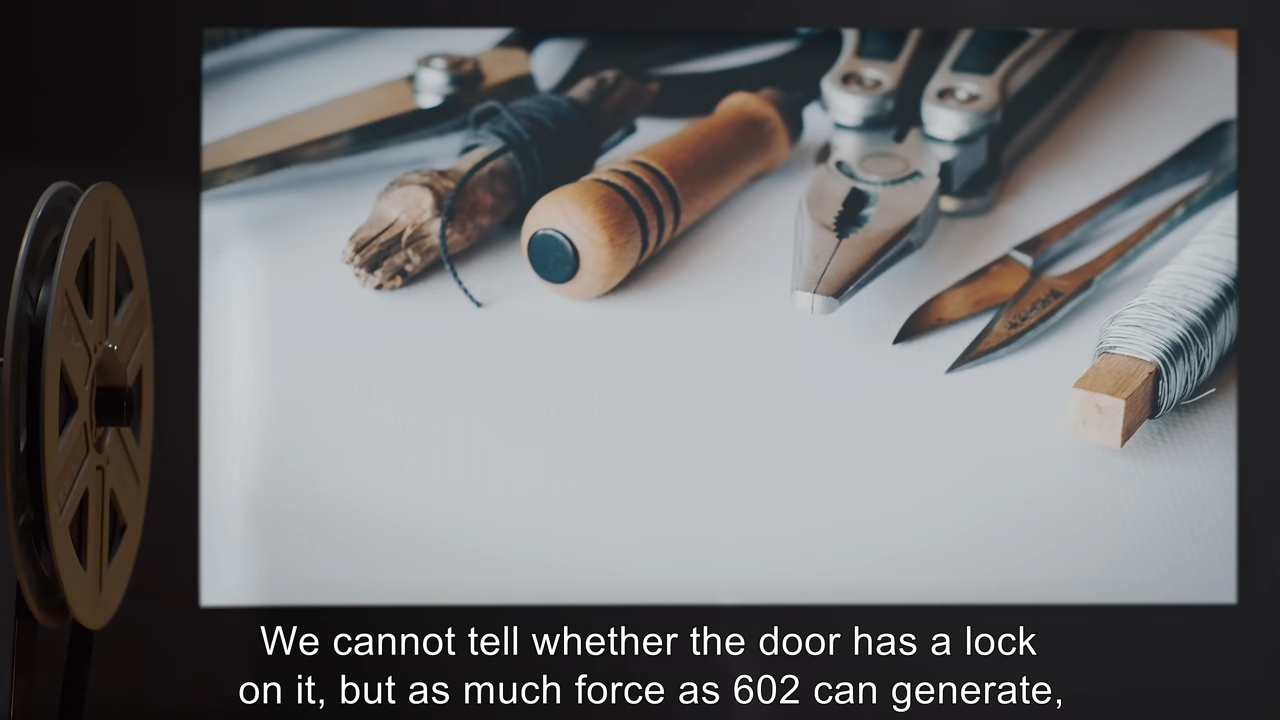 We cannot tell whether the door has a lock
on it, but as much force as 602 can generate,